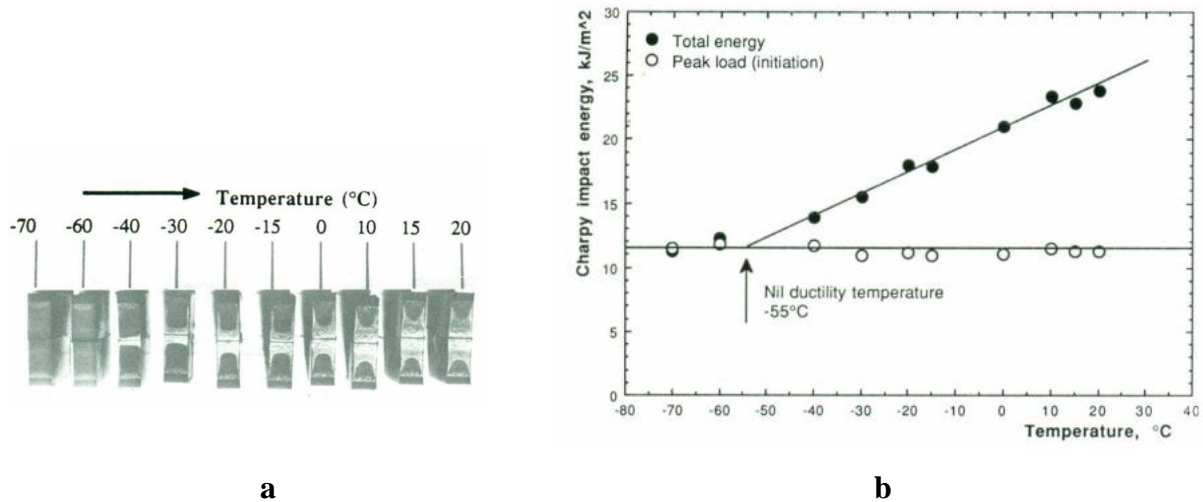 Temperature (°C)
-70 -60 -40 -30 -20 -15 0 10 15 20
a
30
25
20
15
10
5
0
Charpy impact energy, kJ/m^2
Total energy
Peak load (initiation)
Nil ductility temperature
-55°C
-80 -70 -60 -50 -40 -30 -20 -10 0 10 20 30 40
Temperature, °C
b